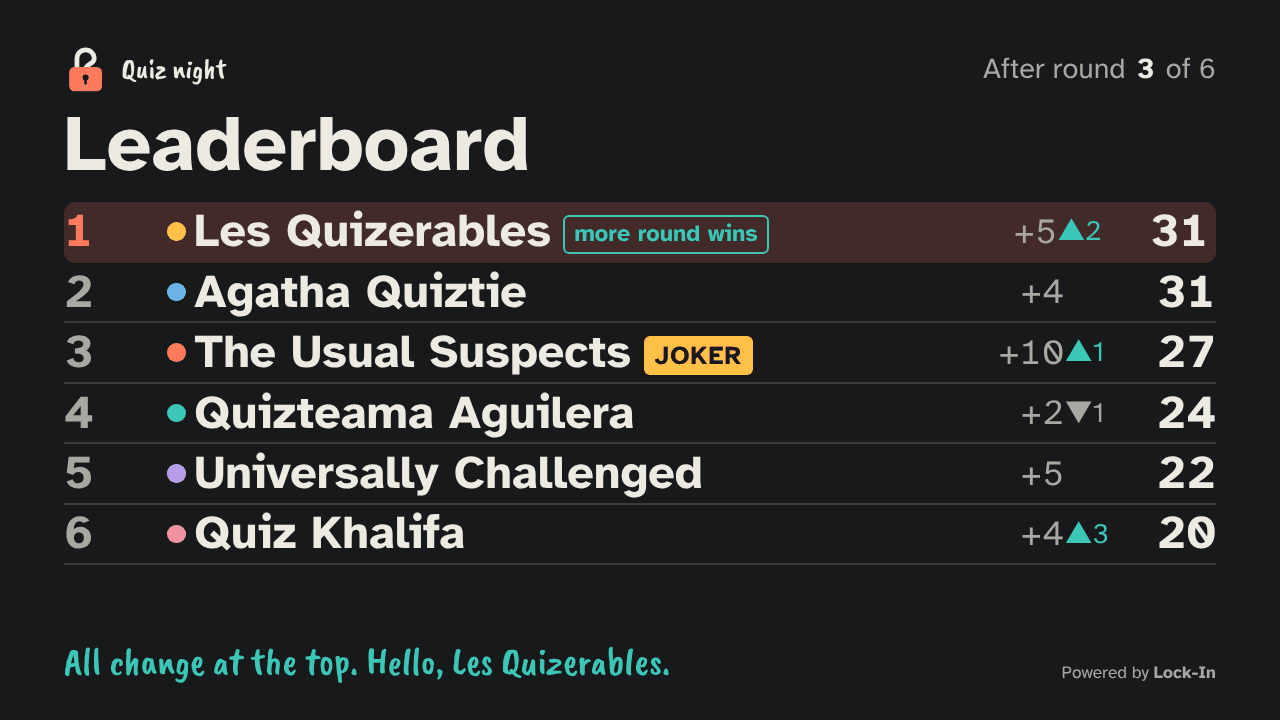 Quiz night
After round 3 of 6
Leaderboard
1 Les Quizerables more round wins +5 ▲2 31
2 Agatha Quiztie +4 31
3 The Usual Suspects JOKER +10 ▲1 27
4 Quizteama Aguilera +2 ▼1 24
5 Universally Challenged +5 22
6 Quiz Khalifa +4 ▲3 20
All change at the top. Hello, Les Quizerables.
Powered by Lock-In